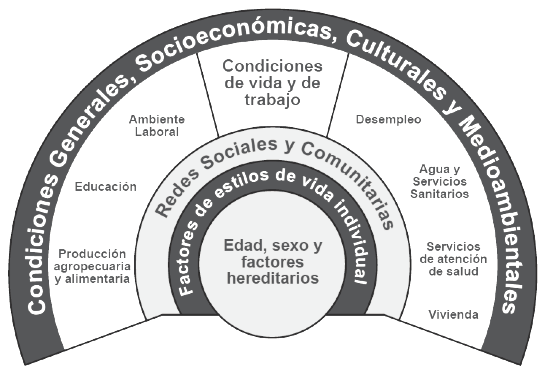 Condiciones Generales, Socioeconómicas, Culturales y Medioambientales
Condiciones
de vida y de
trabajo
Ambiente
Laboral
Desempleo
Educación
Agua y
Servicios
Sanitarios
Producción
agropecuaria
y alimentaria
Servicios
de atención
de salud
Vivienda
Redes Sociales y Comunitarias
Factores de estilos de vida individual
Edad, sexo y
factores
hereditarios